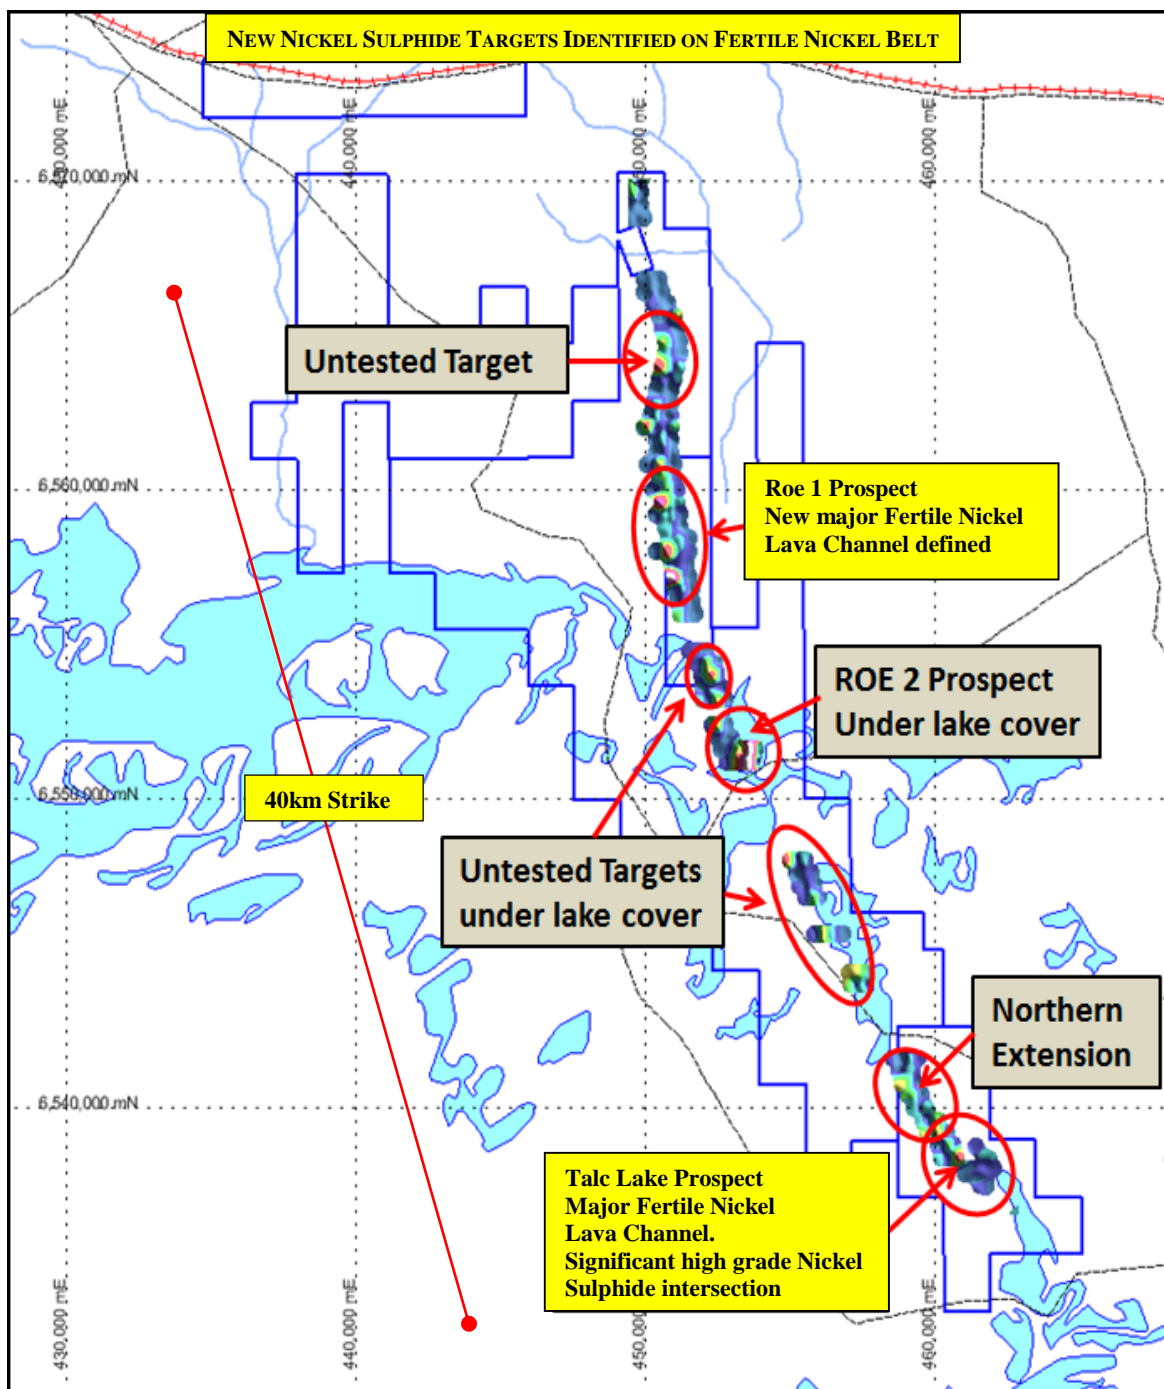 NEW NICKEL SULPHIDE TARGETS IDENTIFIED ON FERTILE NICKEL BELT
430,000 mE
440,000 mE
450,000 mE
460,000 mE
6,570,000 mN
Untested Target
6,560,000 mN
Roe 1 Prospect
New major Fertile Nickel
Lava Channel defined
ROE 2 Prospect
Under lake cover
6,550,000 mN
40km Strike
Untested Targets
under lake cover
Northern
Extension
6,540,000 mN
Talc Lake Prospect
Major Fertile Nickel
Lava Channel.
Significant high grade Nickel
Sulphide intersection
430,000 mE
440,000 mE
450,000 mE
460,000 mE